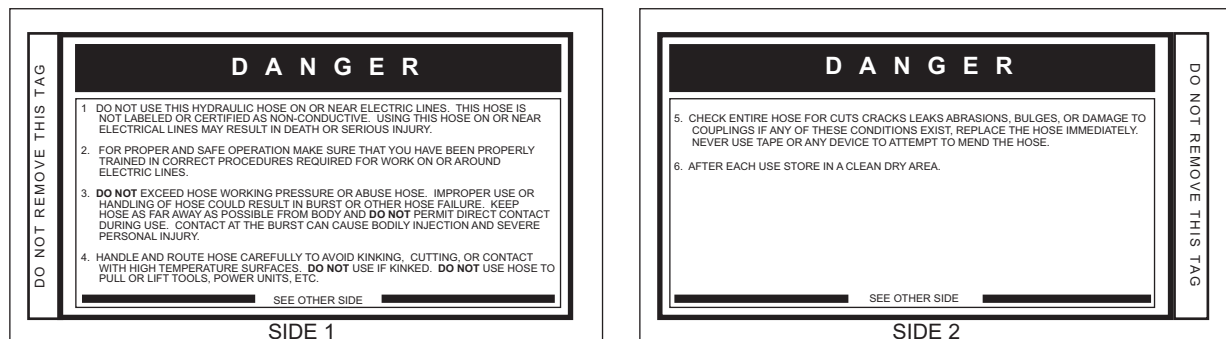 DO NOT REMOVE THIS TAG
D A N G E R
1 DO NOT USE THIS HYDRAULIC HOSE ON OR NEAR ELECTRIC LINES. THIS HOSE IS
NOT LABELED OR CERTIFIED AS NON-CONDUCTIVE. USING THIS HOSE ON OR NEAR
ELECTRICAL LINES MAY RESULT IN DEATH OR SERIOUS INJURY.
2. FOR PROPER AND SAFE OPERATION MAKE SURE THAT YOU HAVE BEEN PROPERLY
TRAINED IN CORRECT PROCEDURES REQUIRED FOR WORK ON OR AROUND
ELECTRIC LINES.
3. DO NOT EXCEED HOSE WORKING PRESSURE OR ABUSE HOSE. IMPROPER USE OR
HANDLING OF HOSE COULD RESULT IN BURST OR OTHER HOSE FAILURE. KEEP
HOSE AS FAR AWAY AS POSSIBLE FROM BODY AND DO NOT PERMIT DIRECT CONTACT
DURING USE. CONTACT AT THE BURST CAN CAUSE BODILY INJECTION AND SEVERE
PERSONAL INJURY.
4. HANDLE AND ROUTE HOSE CAREFULLY TO AVOID KINKING, CUTTING, OR CONTACT
WITH HIGH TEMPERATURE SURFACES. DO NOT USE IF KINKED. DO NOT USE HOSE TO
PULL OR LIFT TOOLS, POWER UNITS, ETC.
SEE OTHER SIDE
SIDE 1
D A N G E R
5. CHECK ENTIRE HOSE FOR CUTS CRACKS LEAKS ABRASIONS, BULGES, OR DAMAGE TO
COUPLINGS IF ANY OF THESE CONDITIONS EXIST, REPLACE THE HOSE IMMEDIATELY.
NEVER USE TAPE OR ANY DEVICE TO ATTEMPT TO MEND THE HOSE.
6. AFTER EACH USE STORE IN A CLEAN DRY AREA.
SEE OTHER SIDE
DO NOT REMOVE THIS TAG
SIDE 2